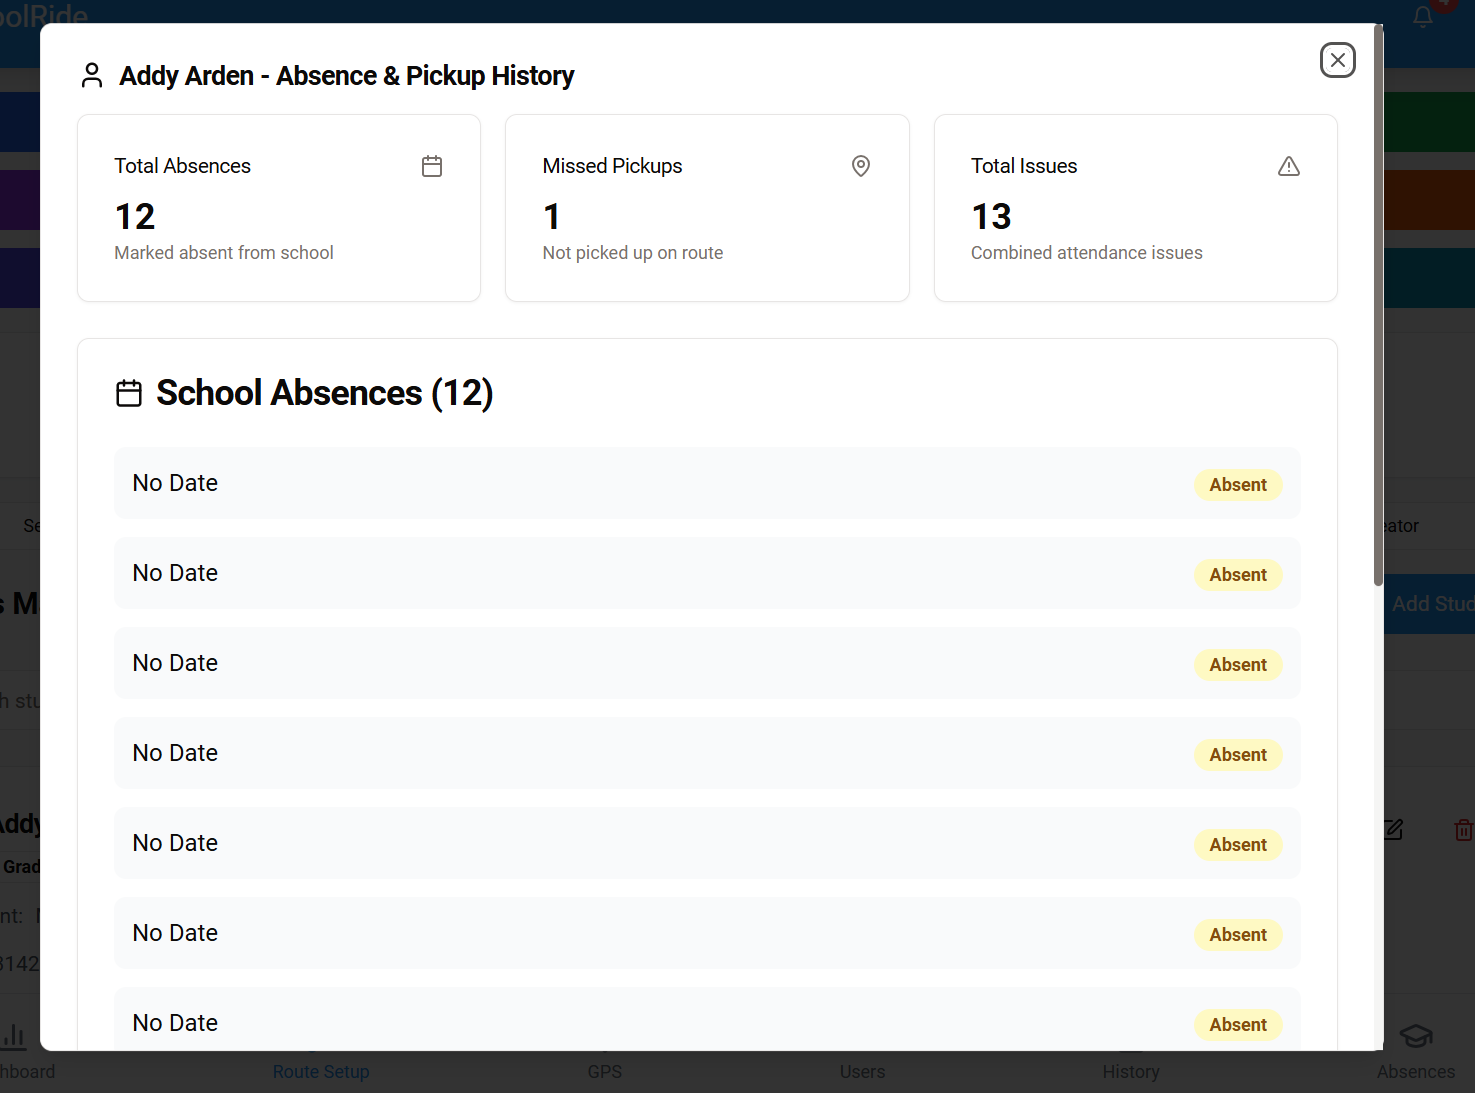 oolRide
4
Addy Arden - Absence & Pickup History
Total Absences
12
Marked absent from school
Missed Pickups
1
Not picked up on route
Total Issues
13
Combined attendance issues
School Absences (12)
No Date
Absent
No Date
Absent
No Date
Absent
No Date
Absent
No Date
Absent
No Date
Absent
No Date
Absent
Se
eator
s M
Add Stud
h stu
Addy
Grad
nt:
3142
hboard
Route Setup
GPS
Users
History
Absences